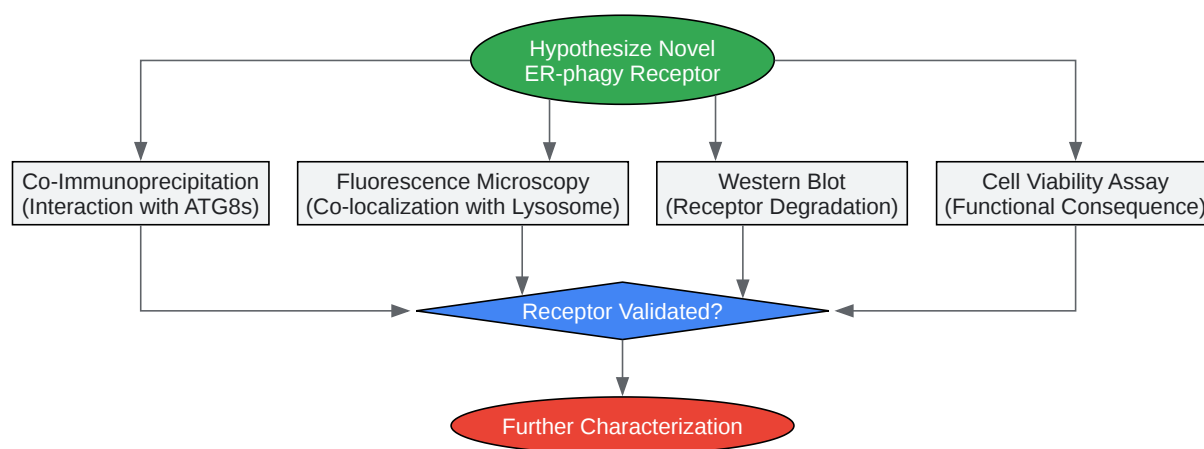 Hypothesize Novel
ER-phagy Receptor
Co-Immunoprecipitation
(Interaction with ATG8s)
Fluorescence Microscopy
(Co-localization with Lysosome)
Western Blot
(Receptor Degradation)
Cell Viability Assay
(Functional Consequence)
Receptor Validated?
Further Characterization